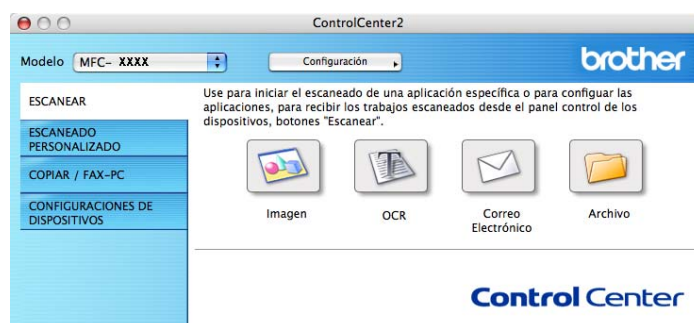 ControlCenter2
Modelo MFC- XXXX Configuración brother
ESCANEAR
ESCANEADO
PERSONALIZADO
COPIAR / FAX-PC
CONFIGURACIONES DE
DISPOSITIVOS
Use para iniciar el escaneado de una aplicación específica o para configuar las
aplicaciones, para recibir los trabajos escaneados desde el panel control de los
dispositivos, botones "Escanear".
Imagen OCR Correo
Electrónico Archivo
Control Center